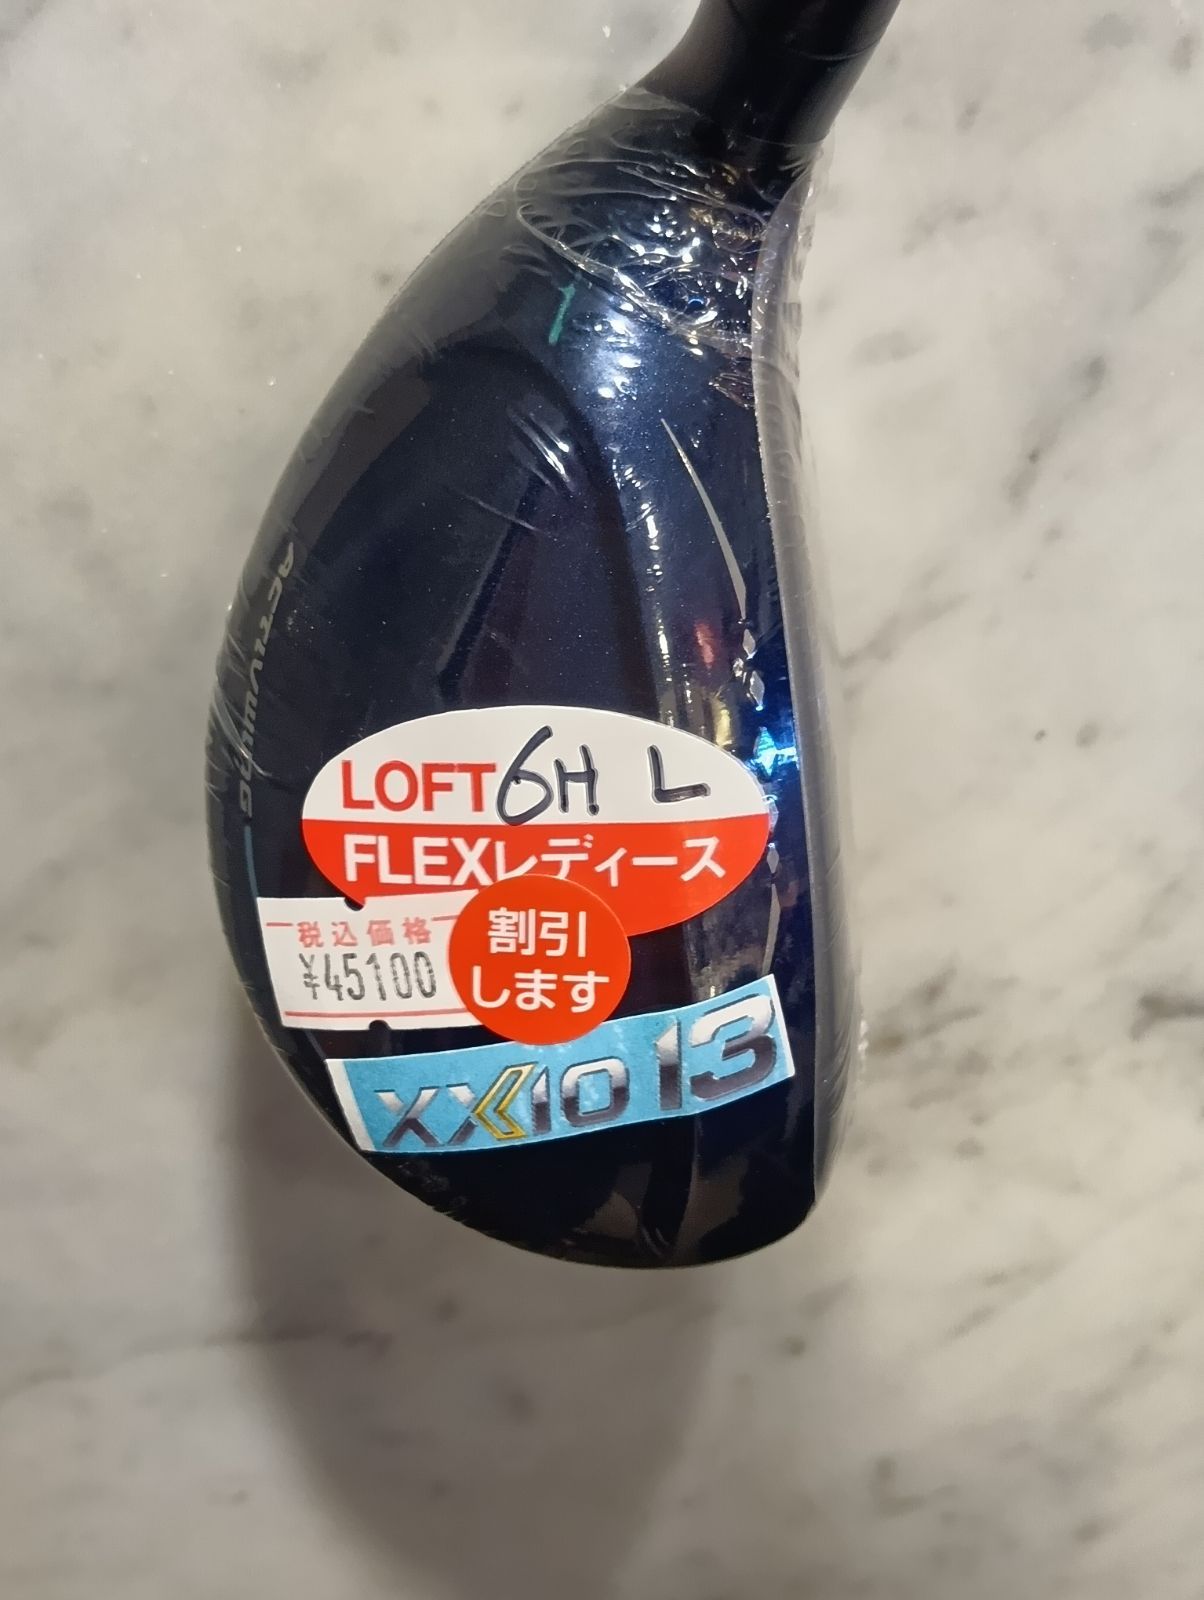 ACTIVWING
LOFT 6H L
FLEXレディース
税込価格
¥45100
割引
します
XXIO 13